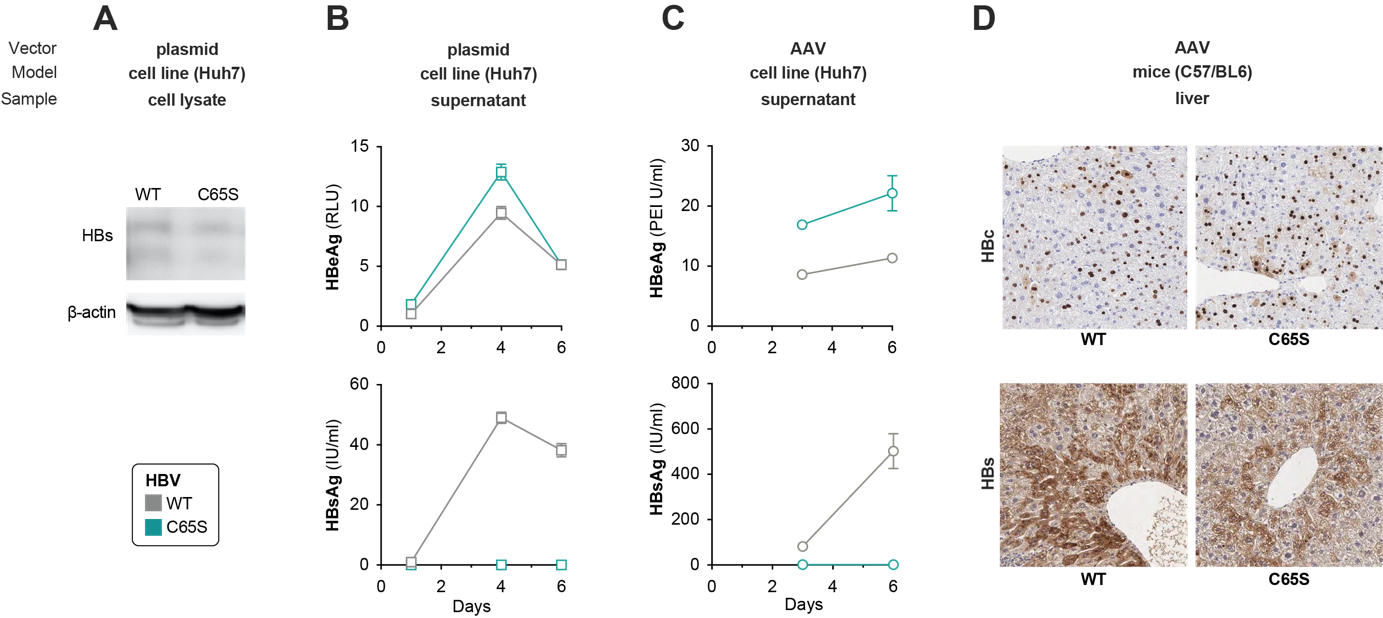 A
B
C
D
Vector
Model
Sample
plasmid
cell line (Huh7)
cell lysate
plasmid
cell line (Huh7)
supernatant
AAV
cell line (Huh7)
supernatant
AAV
mice (C57/BL6)
liver
WT C65S
HBs
β-actin
HBV
WT
C65S
HBeAg (RLU)
15
10
5
0
0 2 4 6
HBsAg (IU/ml)
60
40
20
0
0 2 4 6
Days
HBeAg (PEI U/ml)
30
20
10
0
0 2 4 6
HBsAg (IU/ml)
800
600
400
200
0
0 2 4 6
Days
HBc
WT C65S
HBs
WT C65S